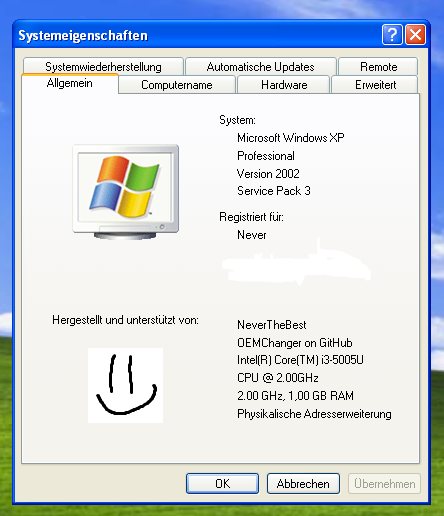 Systemeigenschaften
Systemwiederherstellung Automatische Updates Remote
Allgemein Computername Hardware Erweitert
System:
Microsoft Windows XP
Professional
Version 2002
Service Pack 3
Registriert für:
Never
Hergestellt und unterstützt von:
NeverTheBest
OEMChanger on GitHub
Intel(R) Core(TM) i3-5005U
CPU @ 2.00GHz
2.00 GHz, 1,00 GB RAM
Physikalische Adresserweiterung
OK Abbrechen Übernehmen